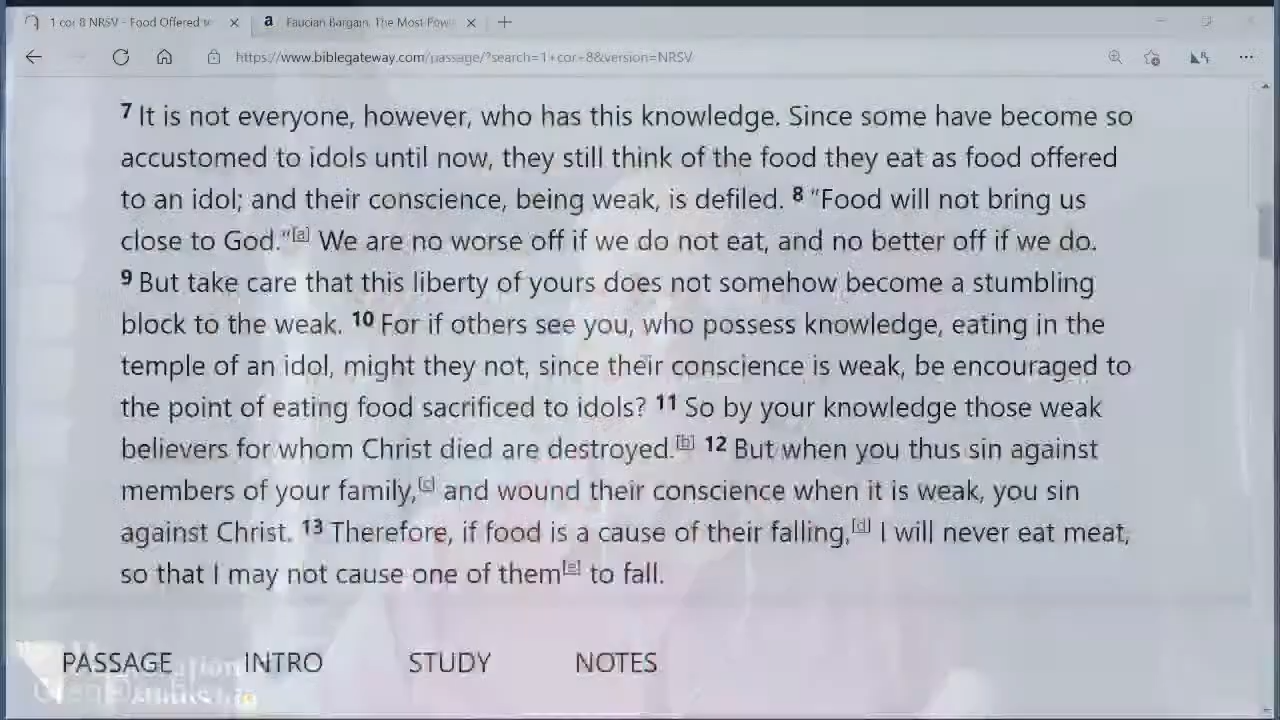 1 cor 8 NRSV - Food Offered to
a Faucian Bargain: The Most Pow
https://www.biblegateway.com/passage/?search=1+cor+8&version=NRSV
7 It is not everyone, however, who has this knowledge. Since some have become so
accustomed to idols until now, they still think of the food they eat as food offered
to an idol; and their conscience, being weak, is defiled. 8 “Food will not bring us
close to God.”[a] We are no worse off if we do not eat, and no better off if we do.
9 But take care that this liberty of yours does not somehow become a stumbling
block to the weak. 10 For if others see you, who possess knowledge, eating in the
temple of an idol, might they not, since their conscience is weak, be encouraged to
the point of eating food sacrificed to idols? 11 So by your knowledge those weak
believers for whom Christ died are destroyed.[b] 12 But when you thus sin against
members of your family,[c] and wound their conscience when it is weak, you sin
against Christ. 13 Therefore, if food is a cause of their falling,[d] I will never eat meat,
so that I may not cause one of them[e] to fall.
PASSAGE INTRO STUDY NOTES